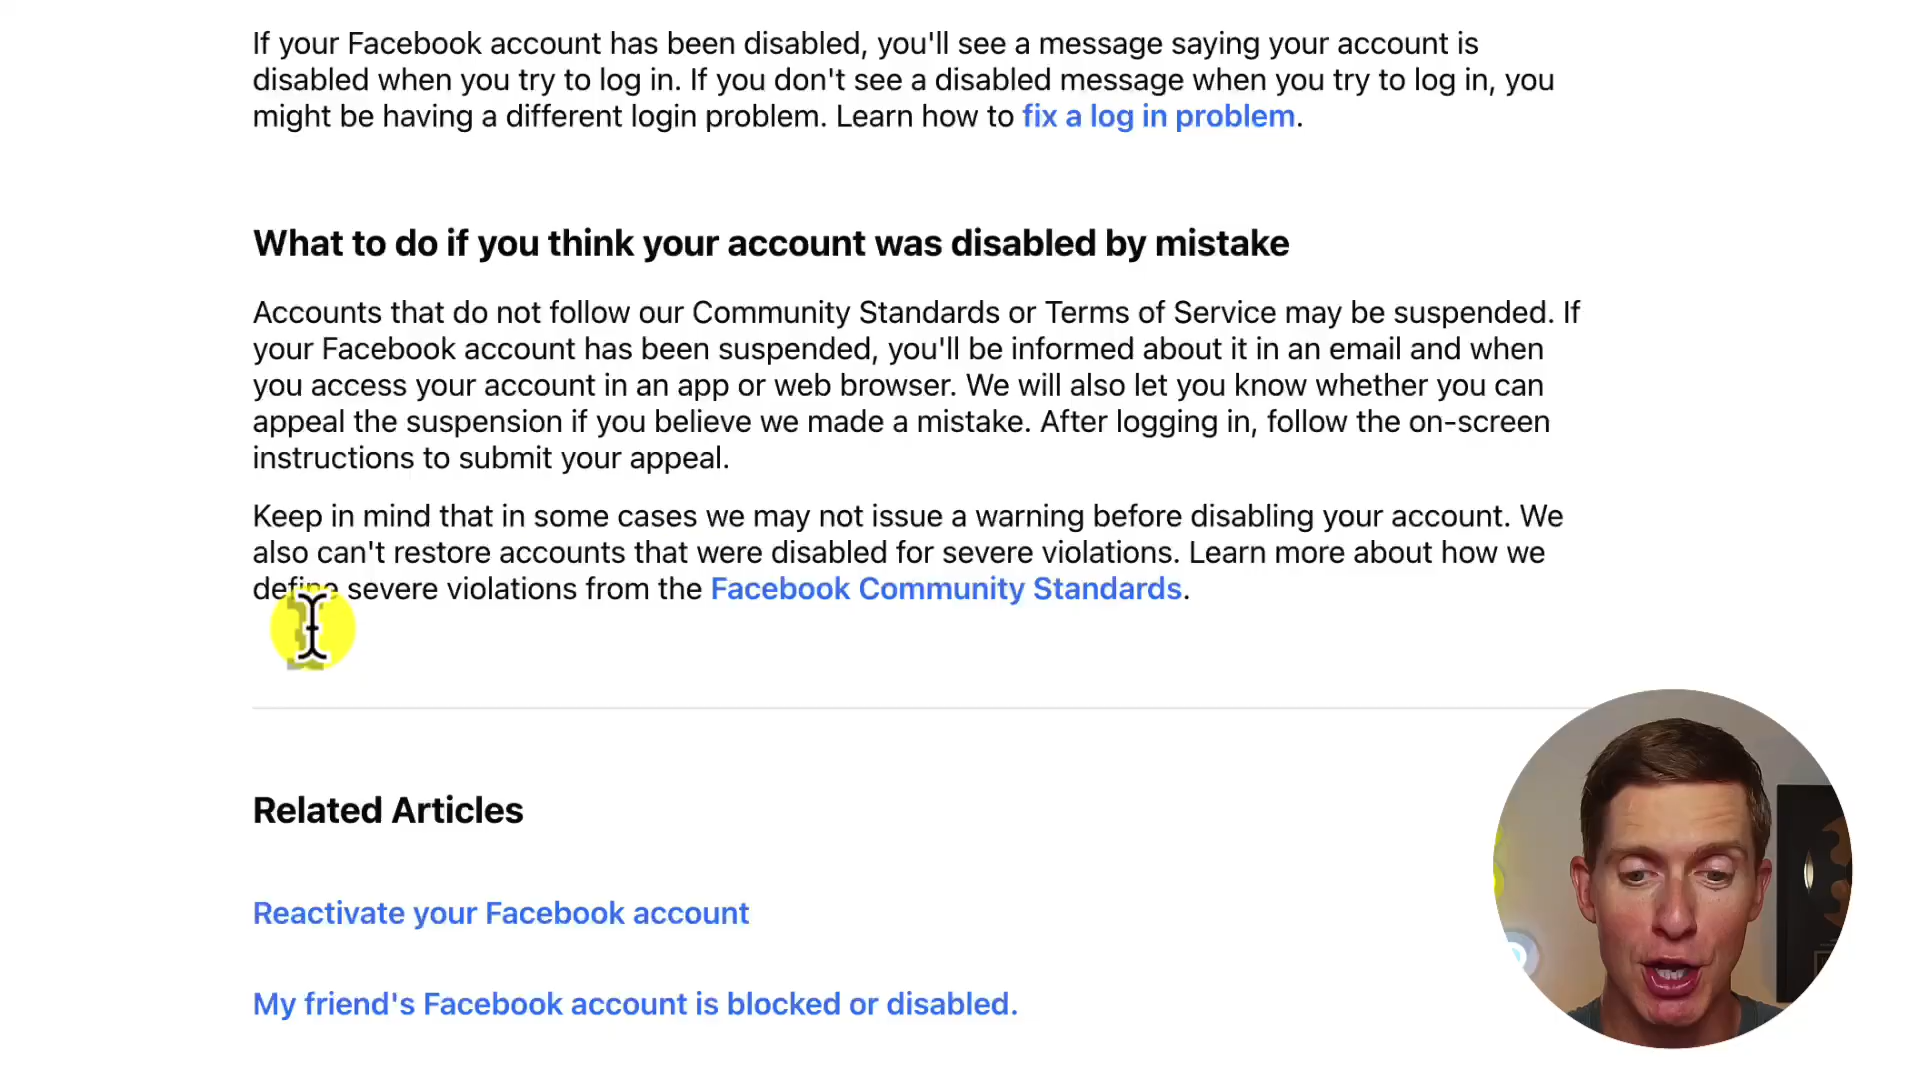 If your Facebook account has been disabled, you'll see a message saying your account is
disabled when you try to log in. If you don't see a disabled message when you try to log in, you
might be having a different login problem. Learn how to fix a log in problem.
What to do if you think your account was disabled by mistake
Accounts that do not follow our Community Standards or Terms of Service may be suspended. If
your Facebook account has been suspended, you'll be informed about it in an email and when
you access your account in an app or web browser. We will also let you know whether you can
appeal the suspension if you believe we made a mistake. After logging in, follow the on-screen
instructions to submit your appeal.
Keep in mind that in some cases we may not issue a warning before disabling your account. We
also can't restore accounts that were disabled for severe violations. Learn more about how we
define severe violations from the Facebook Community Standards.
Related Articles
Reactivate your Facebook account
My friend's Facebook account is blocked or disabled.